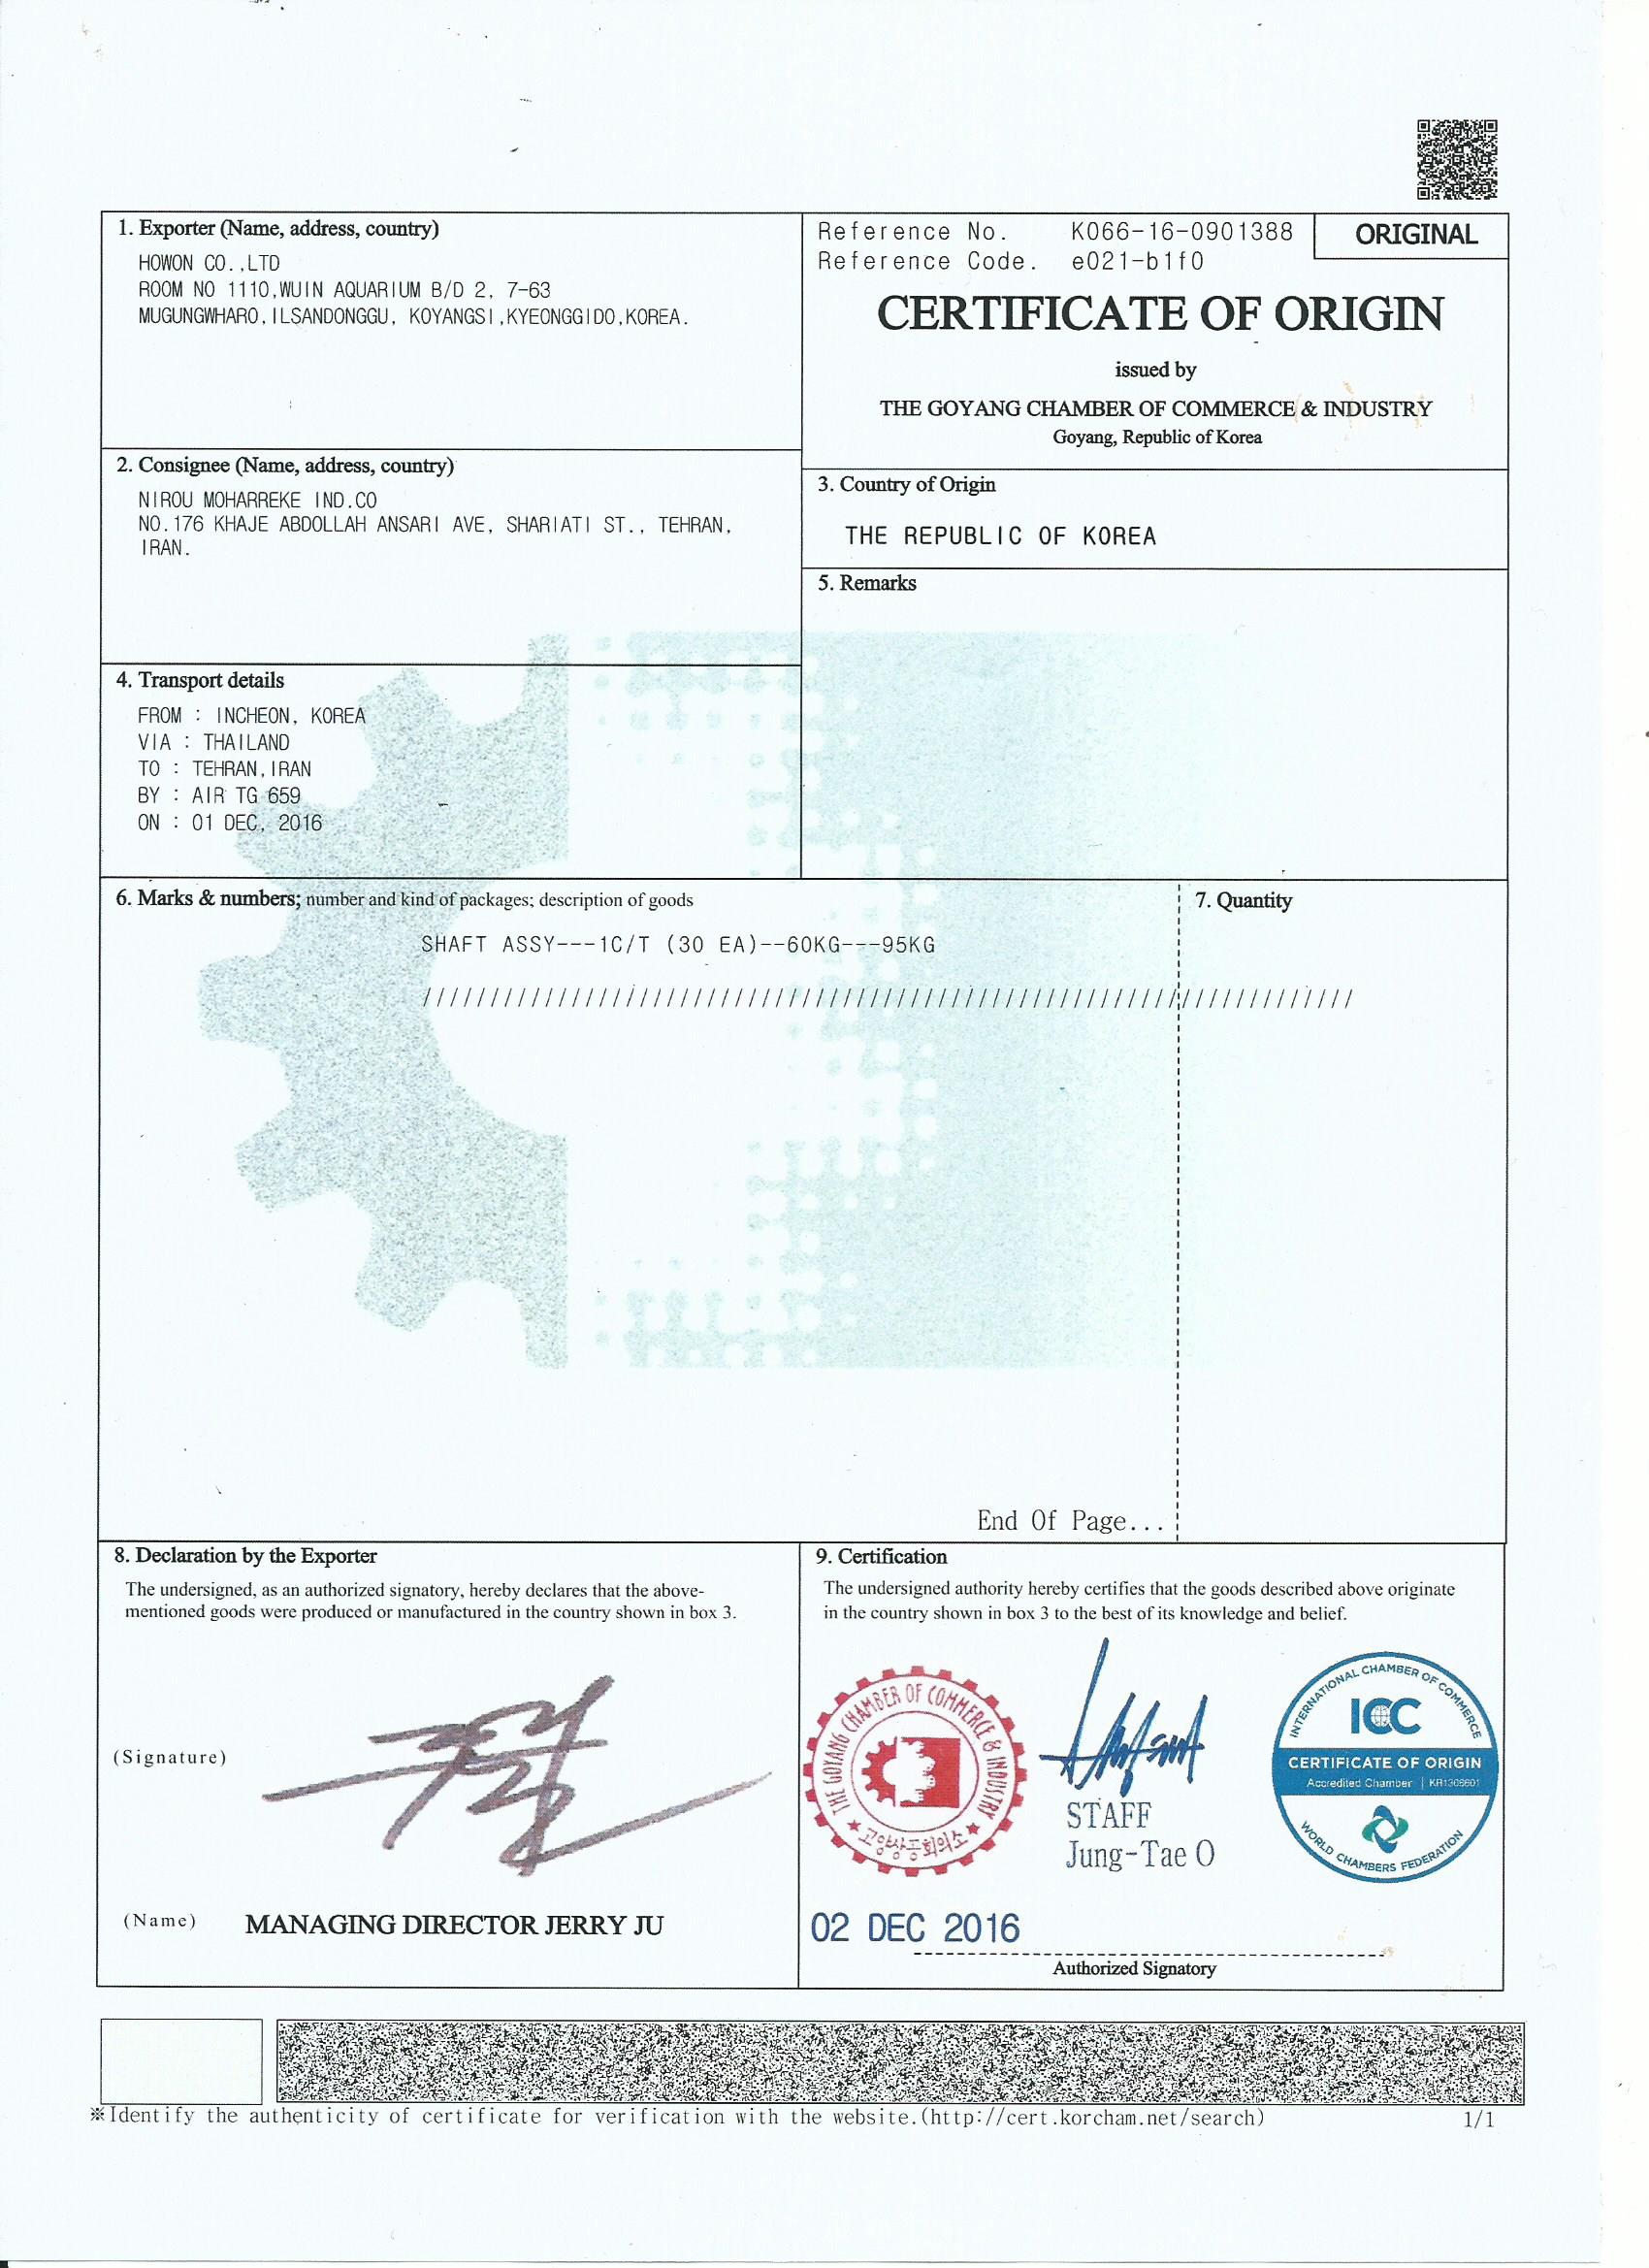 1. Exporter (Name, address, country)
HOWON CO.,LTD
ROOM NO 1110,WUIN AQUARIUM B/D 2, 7-63
MUGUNGWHARO,ILSANDONGGU, KOYANGSI,KYEONGGIDO,KOREA.
Reference No. K066-16-0901388
Reference Code. e021-b1f0
ORIGINAL
CERTIFICATE OF ORIGIN
issued by
THE GOYANG CHAMBER OF COMMERCE & INDUSTRY
Goyang, Republic of Korea
2. Consignee (Name, address, country)
NIROU MOHARREKE IND.CO
NO.176 KHAJE ABDOLLAH ANSARI AVE, SHARIATI ST., TEHRAN,
IRAN.
3. Country of Origin
THE REPUBLIC OF KOREA
4. Transport details
FROM : INCHEON, KOREA
VIA : THAILAND
TO : TEHRAN,IRAN
BY : AIR TG 659
ON : 01 DEC, 2016
5. Remarks
6. Marks & numbers; number and kind of packages; description of goods
7. Quantity
SHAFT ASSY---1C/T (30 EA)--60KG---95KG
/////////////////////////////////////////////////////////////////////
End Of Page...
8. Declaration by the Exporter
The undersigned, as an authorized signatory, hereby declares that the above-
mentioned goods were produced or manufactured in the country shown in box 3.
(Signature)
(Name) MANAGING DIRECTOR JERRY JU
9. Certification
The undersigned authority hereby certifies that the goods described above originate
in the country shown in box 3 to the best of its knowledge and belief.
THE GOYANG CHAMBER OF COMMERCE & INDUSTRY
고양상공회의소
STAFF
Jung-Tae O
INTERNATIONAL CHAMBER OF COMMERCE
ICC
CERTIFICATE OF ORIGIN
Accredited Chamber | KR1306601
WORLD CHAMBERS FEDERATION
02 DEC 2016
Authorized Signatory
※Identify the authenticity of certificate for verification with the website.(http://cert.korcham.net/search)
1/1